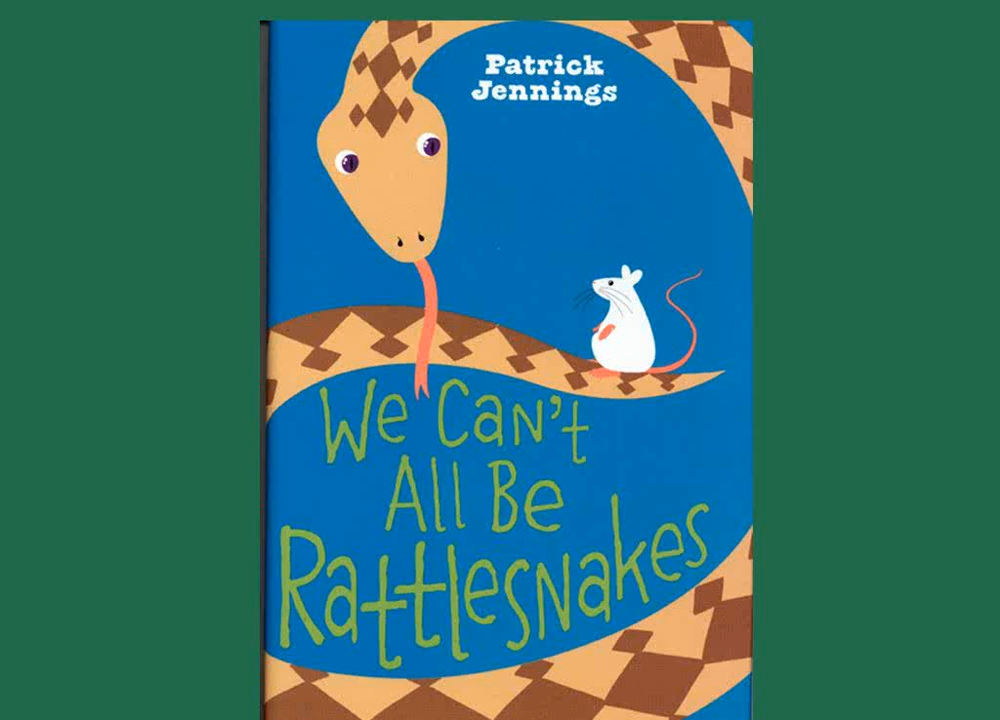 Patrick
Jennings
We Can't
All Be
Rattlesnakes